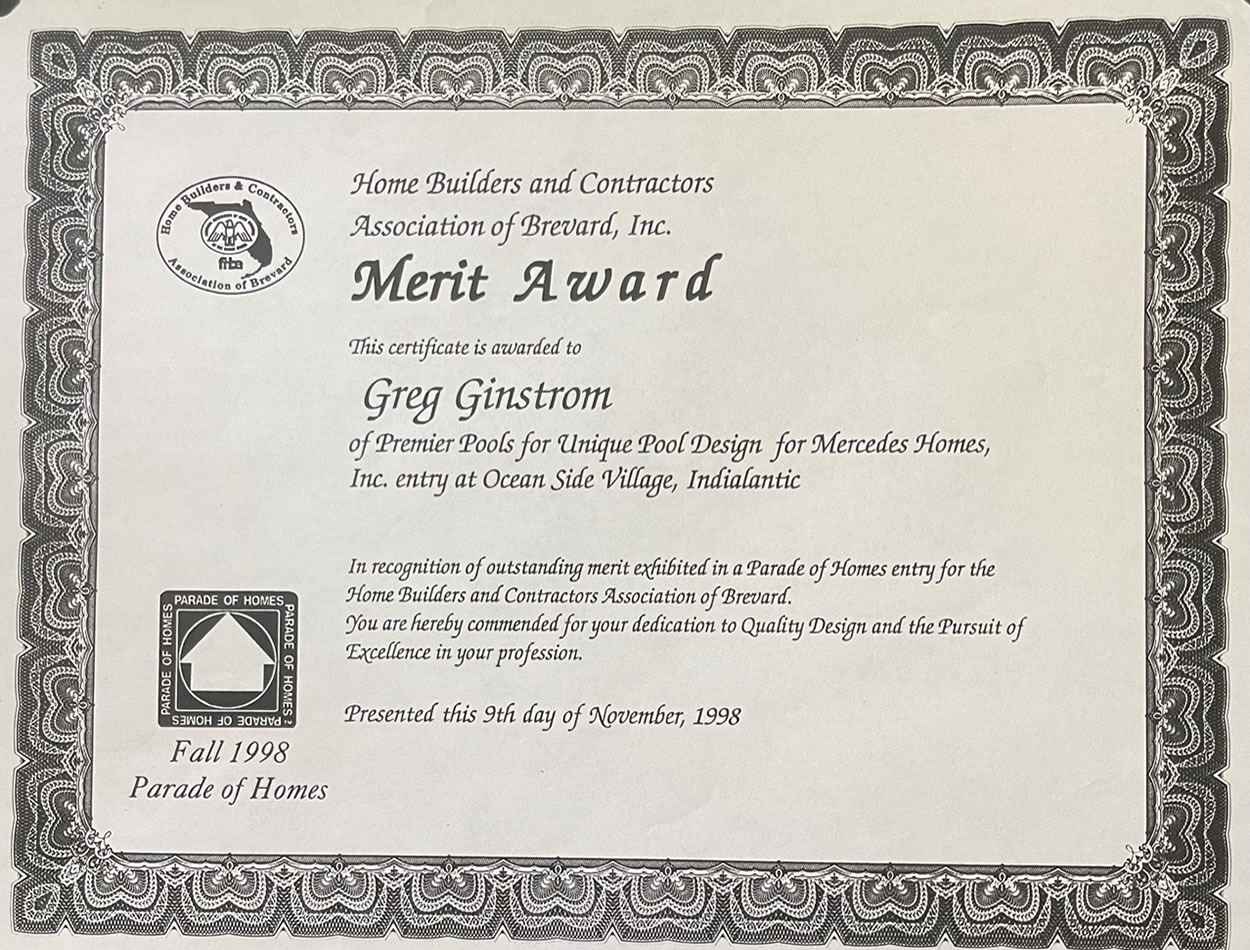 Home Builders & Contractors
Association of Brevard
Home Builders and Contractors
Association of Brevard, Inc.
Merit Award
This certificate is awarded to
Greg Ginstrom
of Premier Pools for Unique Pool Design for Mercedes Homes,
Inc. entry at Ocean Side Village, Indialantic
In recognition of outstanding merit exhibited in a Parade of Homes entry for the
Home Builders and Contractors Association of Brevard.
You are hereby commended for your dedication to Quality Design and the Pursuit of
Excellence in your profession.
Presented this 9th day of November, 1998
PARADE OF HOMES
PARADE OF HOMES
PARADE OF HOMES
PARADE OF HOMES
Fall 1998
Parade of Homes